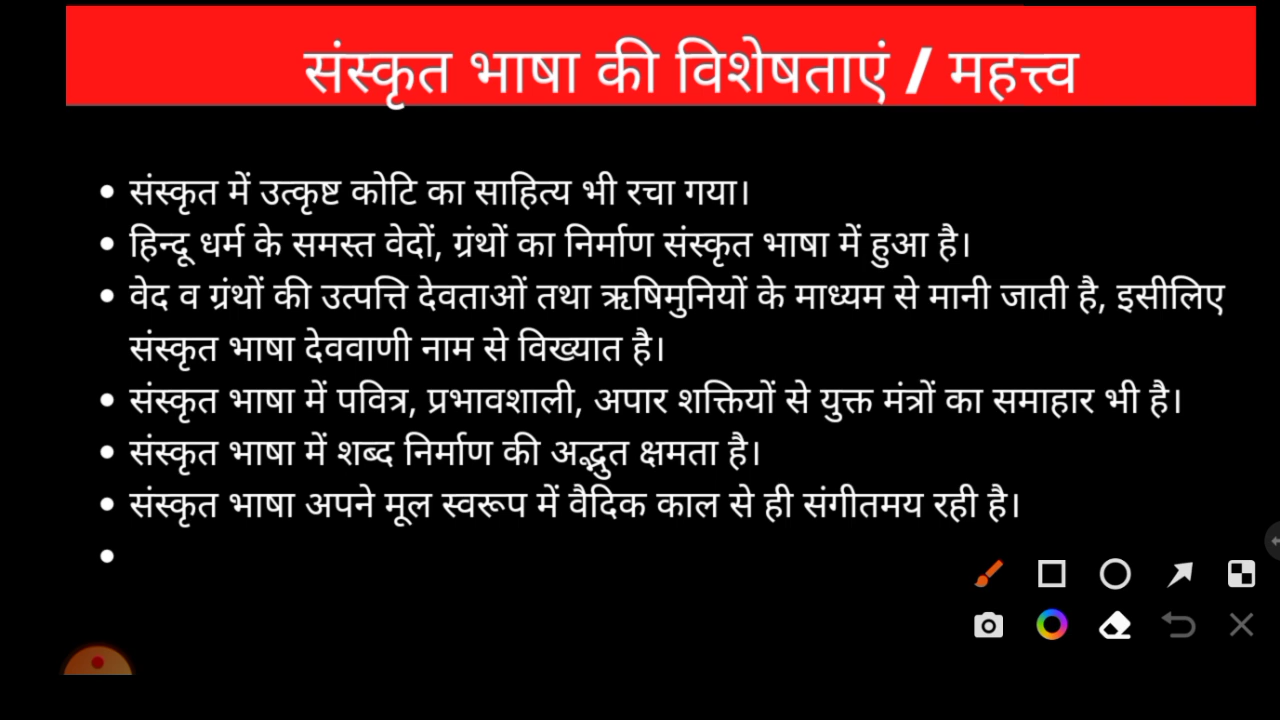 संस्कृत भाषा की विशेषताएं / महत्त्व
• संस्कृत में उत्कृष्ट कोटि का साहित्य भी रचा गया।
• हिन्दू धर्म के समस्त वेदों, ग्रंथों का निर्माण संस्कृत भाषा में हुआ है।
• वेद व ग्रंथों की उत्पत्ति देवताओं तथा ऋषिमुनियों के माध्यम से मानी जाती है, इसीलिए
संस्कृत भाषा देववाणी नाम से विख्यात है।
• संस्कृत भाषा में पवित्र, प्रभावशाली, अपार शक्तियों से युक्त मंत्रों का समाहार भी है।
• संस्कृत भाषा में शब्द निर्माण की अद्भुत क्षमता है।
• संस्कृत भाषा अपने मूल स्वरूप में वैदिक काल से ही संगीतमय रही है।
•